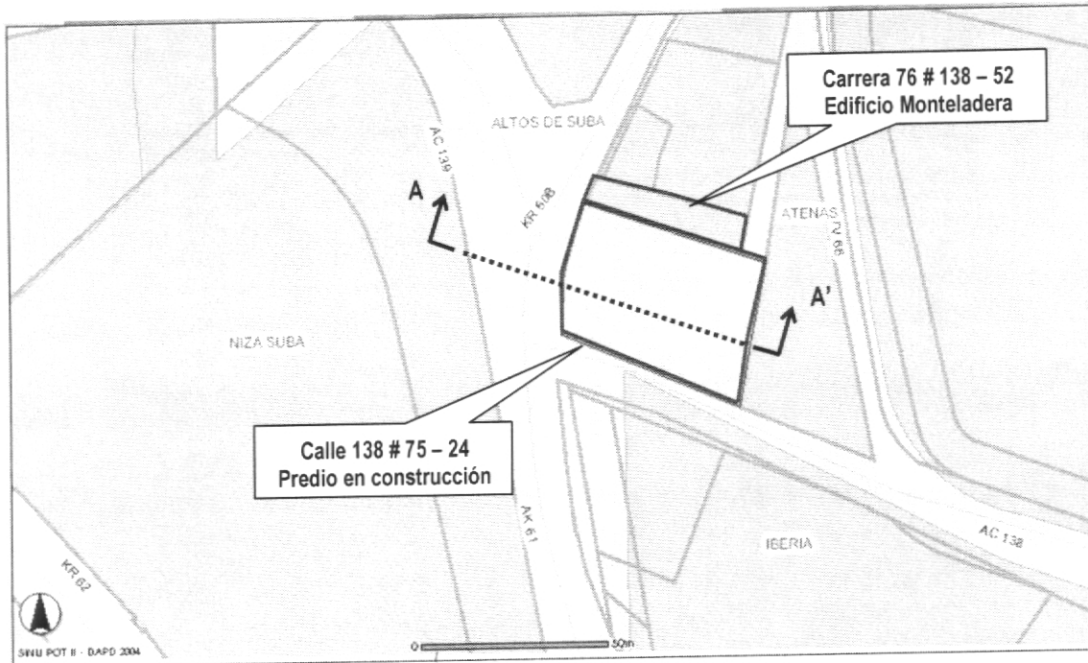 Carrera 76 # 138 – 52
Edificio Monteladera
ALTOS DE SUBA
AC 139
A
KR 60B
ATENAS
A'
NIZA SUBA
Calle 138 # 75 – 24
Predio en construcción
AK 61
IBERIA
AC 138
KR 62
0
50m
SINU POT II - DAPD 2004